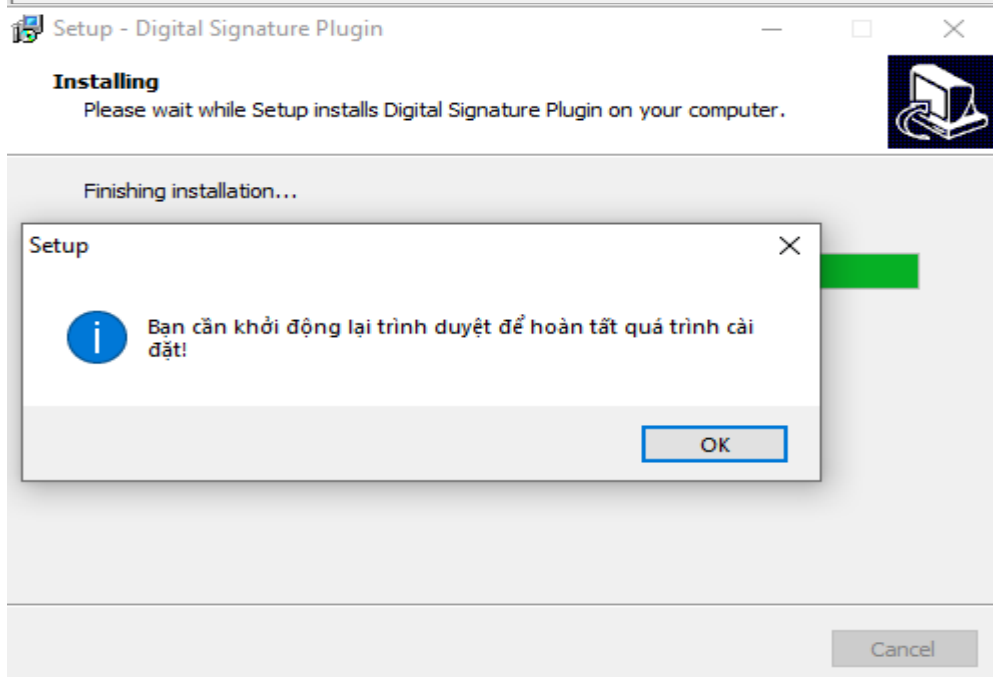 Setup - Digital Signature Plugin
Installing
Please wait while Setup installs Digital Signature Plugin on your computer.
Finishing installation...
Setup
Bạn cần khởi động lại trình duyệt để hoàn tất quá trình cài
đặt!
OK
Cancel